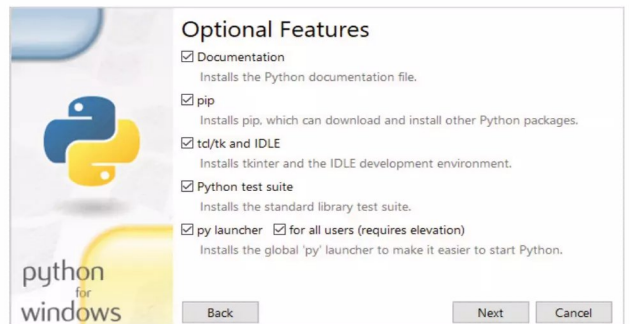 Optional Features
Documentation
Installs the Python documentation file.
pip
Installs pip, which can download and install other Python packages.
tcl/tk and IDLE
Installs tkinter and the IDLE development environment.
Python test suite
Installs the standard library test suite.
py launcher for all users (requires elevation)
Installs the global 'py' launcher to make it easier to start Python.
python
for
windows
Back Next Cancel